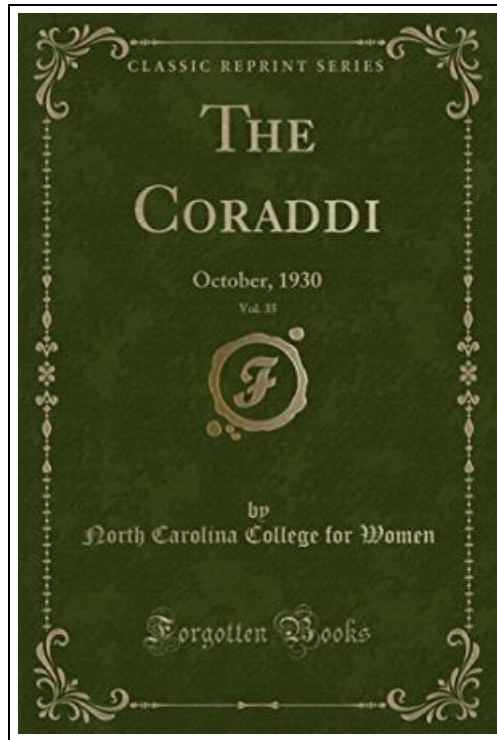 CLASSIC REPRINT SERIES
THE
CORADDI
October, 1930
Vol. 35
F
by
North Carolina College for Women
Forgotten Books